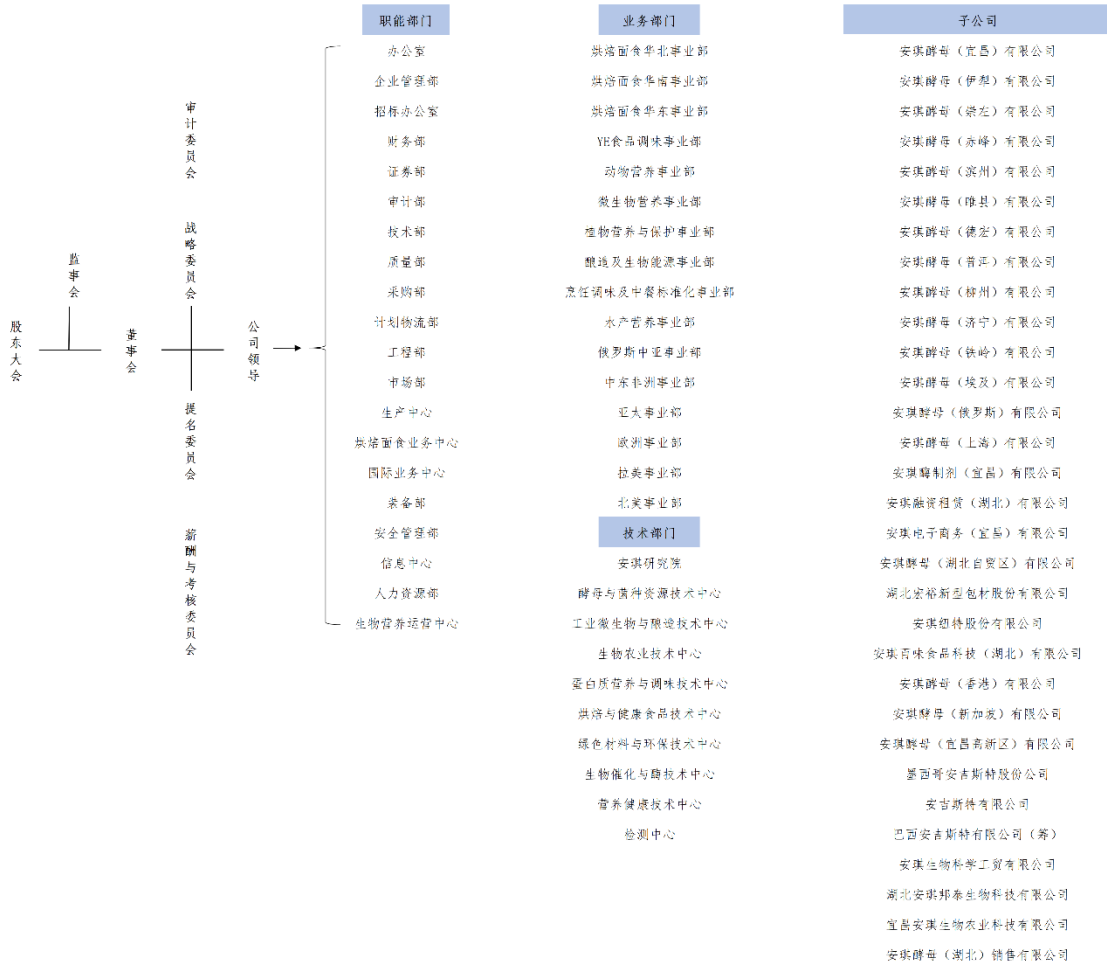 股东大会
监事会
董事会
审计委员会
战略委员会
提名委员会
薪酬与考核委员会
公司领导
职能部门
办公室
企业管理部
招标办公室
财务部
证券部
审计部
技术部
质量部
采购部
计划物流部
工程部
市场部
生产中心
烘焙面食业务中心
国际业务中心
装备部
安全管理部
信息中心
人力资源部
生物营养运营中心
业务部门
烘焙面食华北事业部
烘焙面食华南事业部
烘焙面食华东事业部
YE食品调味事业部
动物营养事业部
微生物营养事业部
植物营养与保护事业部
酿造及生物能源事业部
烹饪调味及中餐标准化事业部
水产营养事业部
俄罗斯中亚事业部
中东非洲事业部
亚太事业部
欧洲事业部
拉美事业部
北美事业部
技术部门
安琪研究院
酵母与菌种资源技术中心
工业微生物与酿造技术中心
生物农业技术中心
蛋白质营养与调味技术中心
烘焙与健康食品技术中心
绿色材料与环保技术中心
生物催化与酶技术中心
营养健康技术中心
检测中心
子公司
安琪酵母（宜昌）有限公司
安琪酵母（伊犁）有限公司
安琪酵母（崇左）有限公司
安琪酵母（赤峰）有限公司
安琪酵母（滨州）有限公司
安琪酵母（睢县）有限公司
安琪酵母（德宏）有限公司
安琪酵母（普洱）有限公司
安琪酵母（柳州）有限公司
安琪酵母（济宁）有限公司
安琪酵母（铁岭）有限公司
安琪酵母（埃及）有限公司
安琪酵母（俄罗斯）有限公司
安琪酵母（上海）有限公司
安琪酶制剂（宜昌）有限公司
安琪融资租赁（湖北）有限公司
安琪电子商务（宜昌）有限公司
安琪酵母（湖北自贸区）有限公司
湖北宏裕新型包材股份有限公司
安琪纽特股份有限公司
安琪百味食品科技（湖北）有限公司
安琪酵母（香港）有限公司
安琪酵母（新加坡）有限公司
安琪酵母（宜昌高新区）有限公司
墨西哥安吉斯特股份公司
安吉斯特有限公司
巴西安吉斯特有限公司（筹）
安琪生物科学工贸有限公司
湖北安琪邦泰生物科技有限公司
宜昌安琪生物农业科技有限公司
安琪酵母（湖北）销售有限公司